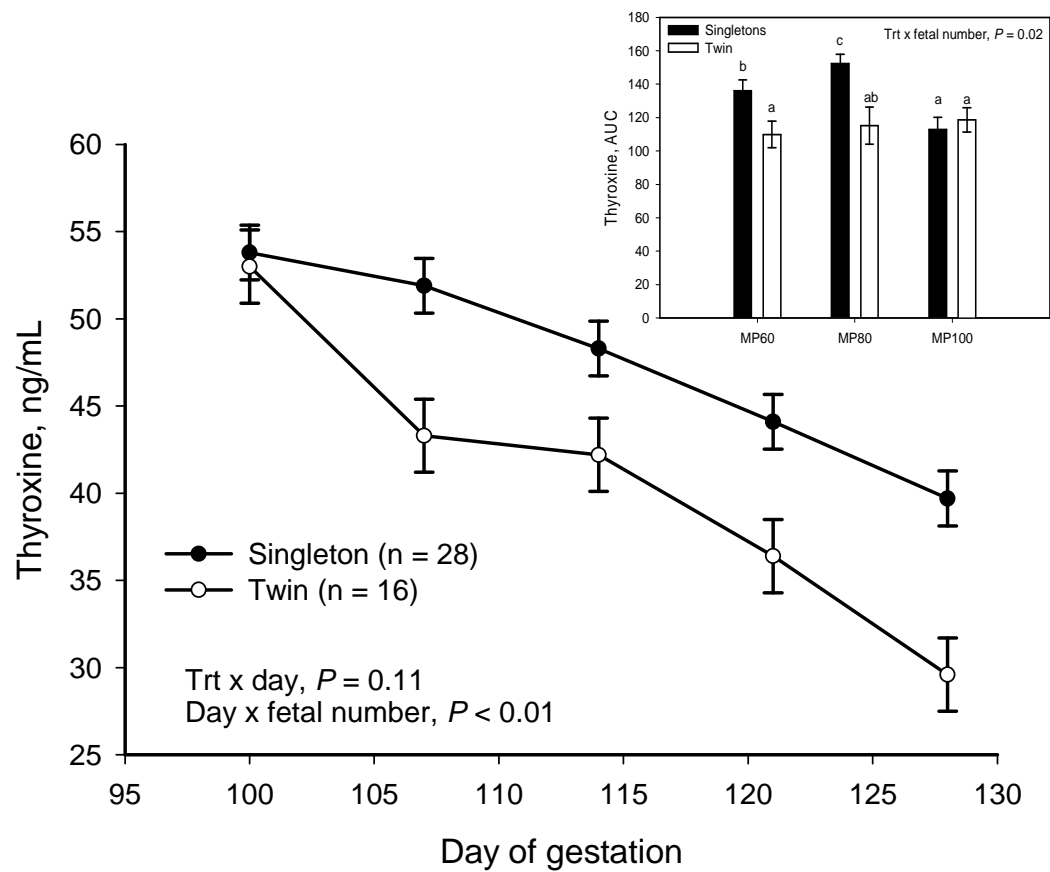 180
160
140
120
100
80
60
40
20
0
Thyroxine, AUC
Singletons
Twin
Trt x fetal number, P = 0.02
b
a
c
ab
a
a
MP60 MP80 MP100
60
55
50
45
40
35
30
25
Thyroxine, ng/mL
Singleton (n = 28)
Twin (n = 16)
Trt x day, P = 0.11
Day x fetal number, P < 0.01
95 100 105 110 115 120 125 130
Day of gestation